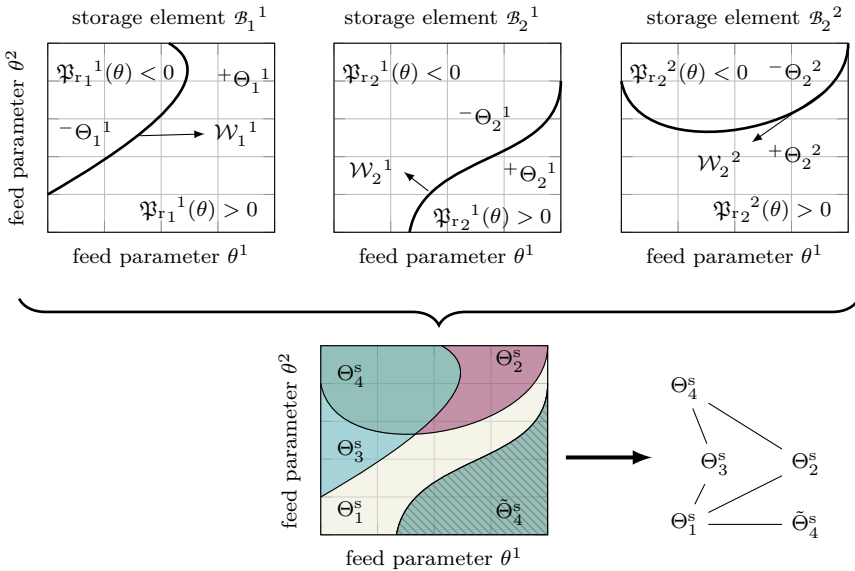 storage element ℬ₁¹
storage element ℬ₂¹
storage element ℬ₂²
feed parameter θ²
𝔓r₁¹(θ) < 0
⁺Θ₁¹
⁻Θ₁¹
𝒲₁¹
𝔓r₁¹(θ) > 0
feed parameter θ¹
𝔓r₂¹(θ) < 0
⁻Θ₂¹
𝒲₂¹
⁺Θ₂¹
𝔓r₂¹(θ) > 0
feed parameter θ¹
𝔓r₂²(θ) < 0
⁻Θ₂²
𝒲₂²
⁺Θ₂²
𝔓r₂²(θ) > 0
feed parameter θ¹
feed parameter θ²
Θ₄ˢ
Θ₂ˢ
Θ₃ˢ
Θ₁ˢ
Θ̃₄ˢ
feed parameter θ¹
Θ₄ˢ
Θ₃ˢ Θ₂ˢ
Θ₁ˢ Θ̃₄ˢ